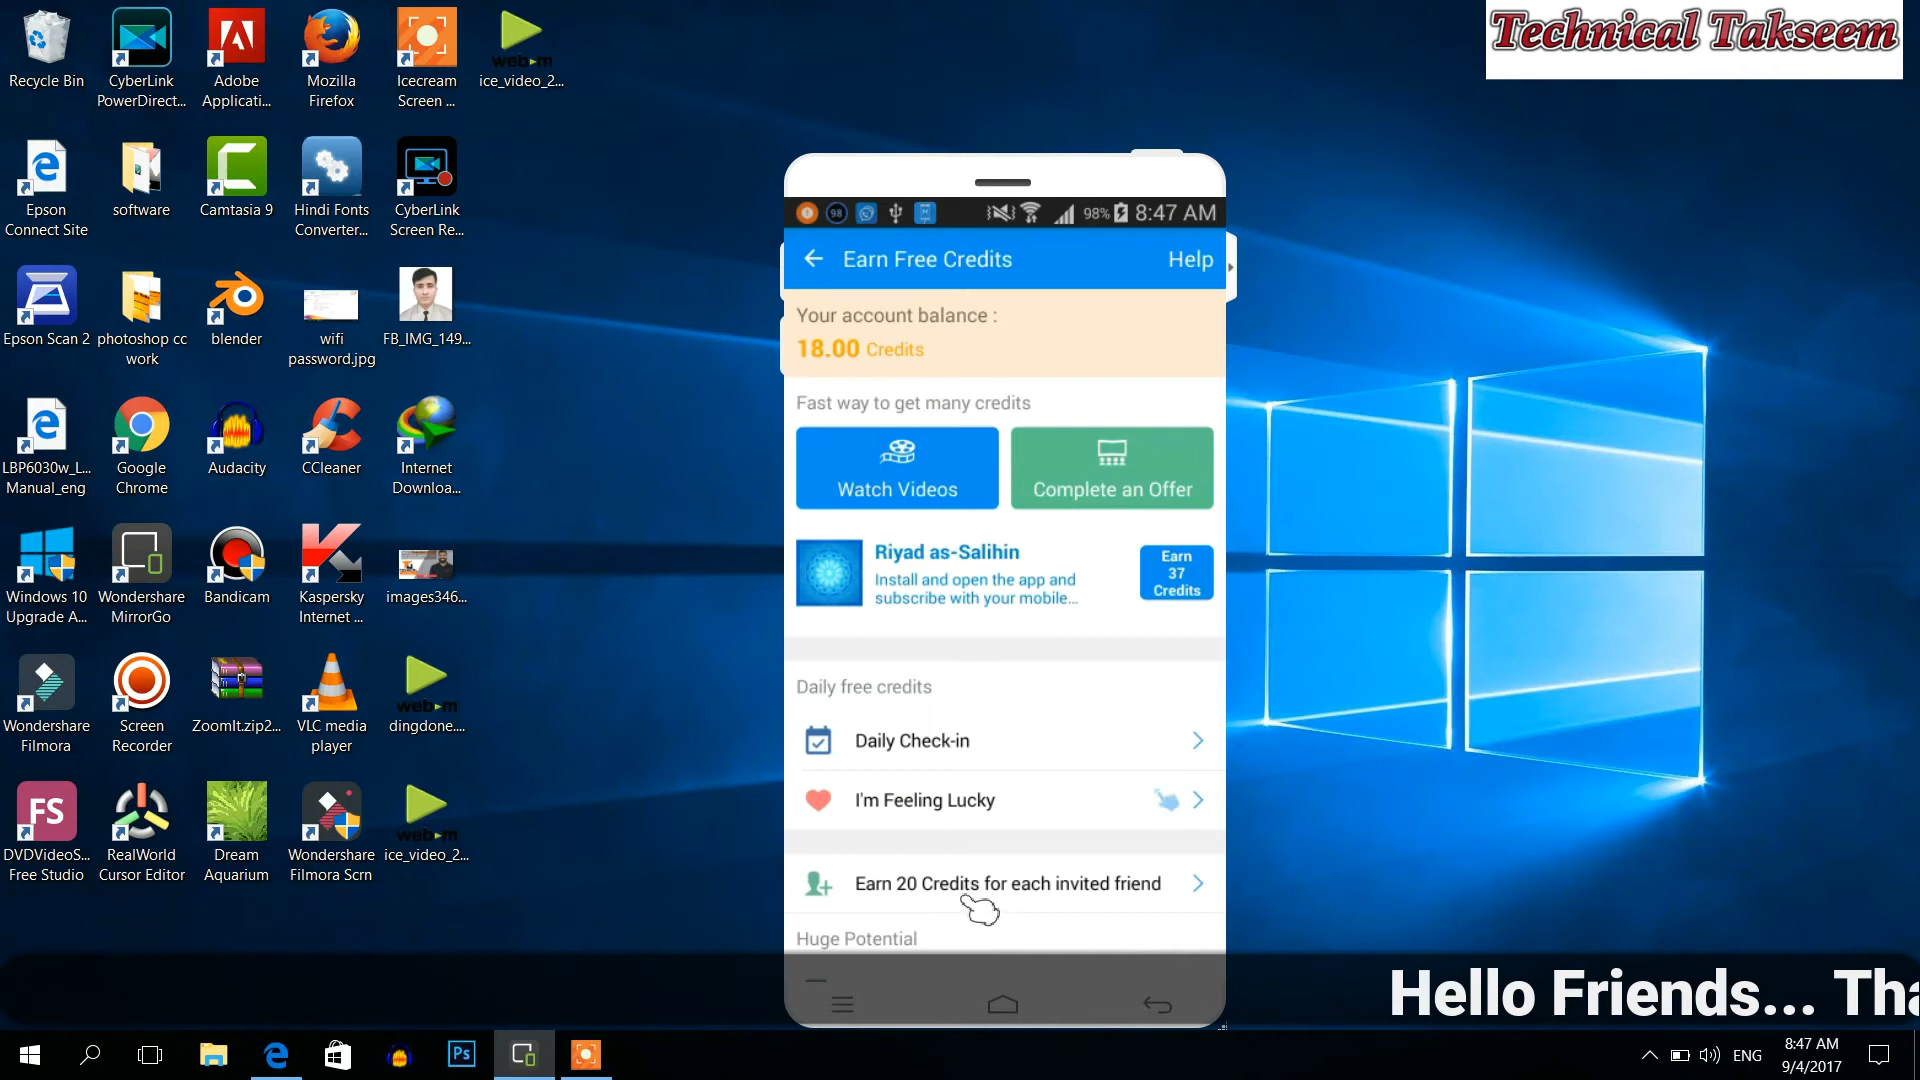 Technical Takseem
Recycle Bin
CyberLink
PowerDirect...
Adobe
Applicati...
Mozilla
Firefox
Icecream
Screen ...
web-m
ice_video_2...
Epson
Connect Site
software
Camtasia 9
Hindi Fonts
Converter...
CyberLink
Screen Re...
Epson Scan 2
photoshop cc
work
blender
wifi
password.jpg
FB_IMG_149...
LBP6030w_L...
Manual_eng
Google
Chrome
Audacity
CCleaner
Internet
Downloa...
Windows 10
Upgrade A...
Wondershare
MirrorGo
Bandicam
Kaspersky
Internet ...
images346...
Wondershare
Filmora
Screen
Recorder
ZoomIt.zip2...
VLC media
player
web-m
dingdone....
FS
DVDVideoS...
Free Studio
RealWorld
Cursor Editor
Dream
Aquarium
Wondershare
Filmora Scrn
web-m
ice_video_2...
98
98% 8:47 AM
Earn Free Credits
Help
Your account balance :
18.00 Credits
Fast way to get many credits
Watch Videos
Complete an Offer
Riyad as-Salihin
Install and open the app and
subscribe with your mobile...
Earn
37
Credits
Daily free credits
Daily Check-in
I'm Feeling Lucky
Earn 20 Credits for each invited friend
Huge Potential
Hello Friends... Tha
Ps
ENG
8:47 AM
9/4/2017